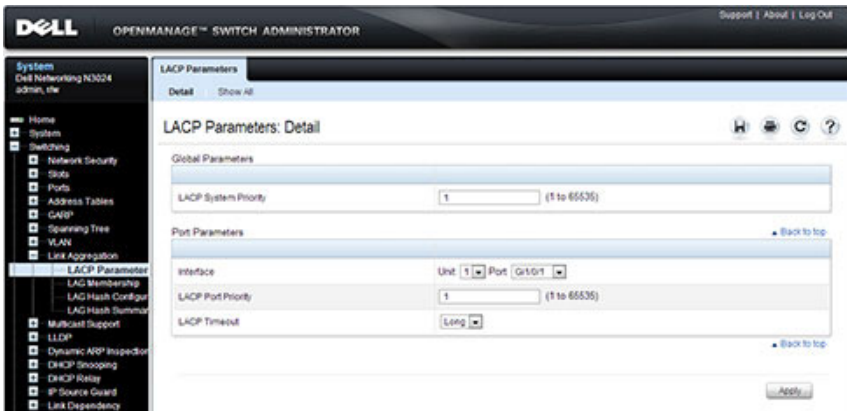 Support | About | Log Out
DELL
OPENMANAGE™ SWITCH ADMINISTRATOR
System
Dell Networking N3024
admin, r/w
Home
System
Switching
Network Security
Slots
Ports
Address Tables
GARP
Spanning Tree
VLAN
Link Aggregation
LACP Parameter
LAG Membership
LAG Hash Configur
LAG Hash Summar
Multicast Support
LLDP
Dynamic ARP Inspection
DHCP Snooping
DHCP Relay
IP Source Guard
Link Dependency
LACP Parameters
Detail Show All
LACP Parameters: Detail
Global Parameters
LACP System Priority 1 (1 to 65535)
Port Parameters
Back to top
Interface Unit 1 Port Gi1/0/1
LACP Port Priority 1 (1 to 65535)
LACP Timeout Long
Back to top
Apply